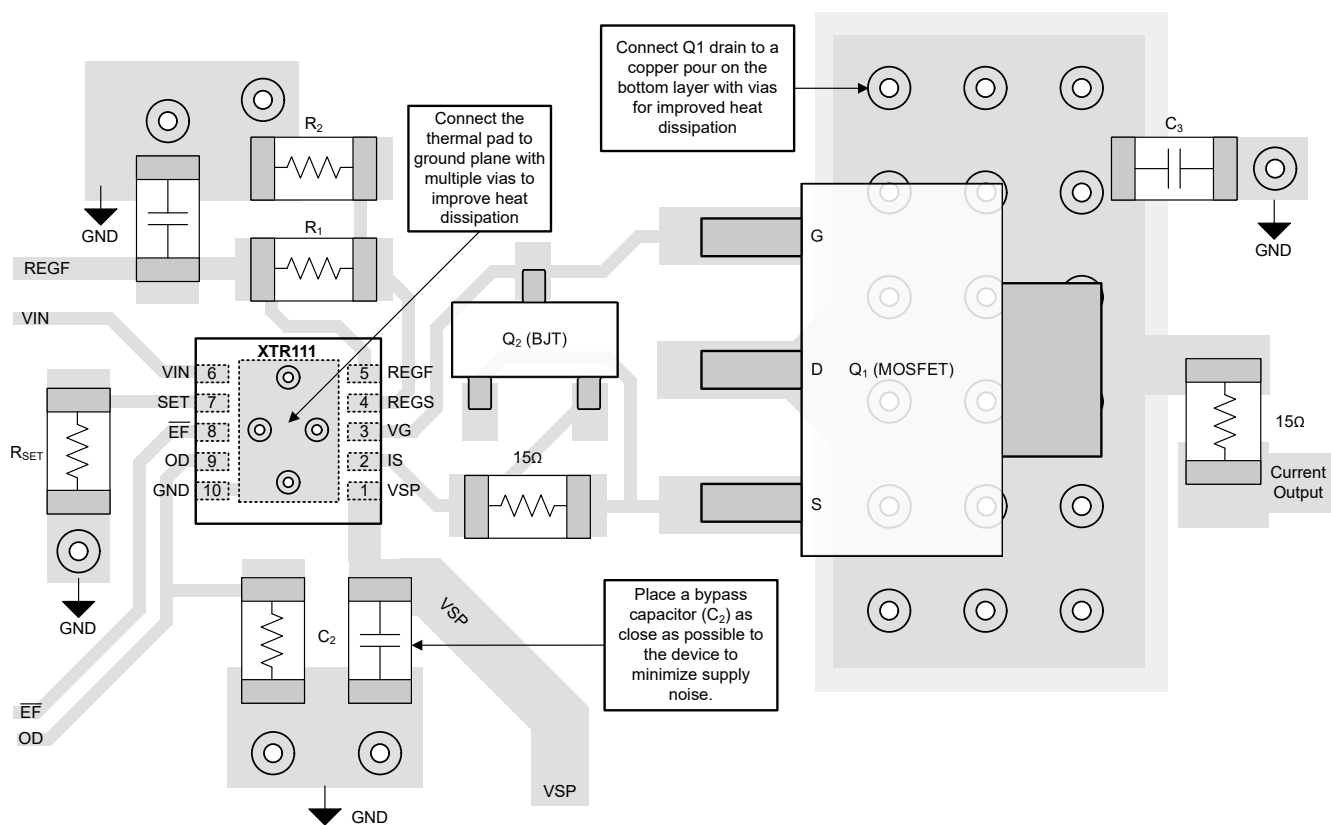 Connect Q1 drain to a
copper pour on the
bottom layer with vias
for improved heat
dissipation
Connect the
thermal pad to
ground plane with
multiple vias to
improve heat
dissipation
R2
C3
GND
R1
GND
REGF
VIN
G
XTR111
Q2 (BJT)
D
Q1 (MOSFET)
VIN 6
5 REGF
SET 7
4 REGS
E̅F̅ 8
3 VG
OD 9
2 IS
GND 10
1 VSP
RSET
15Ω
15Ω
Current
Output
S
GND
C2
VSP
Place a bypass
capacitor (C2) as
close as possible to
the device to
minimize supply
noise.
E̅F̅
OD
VSP
GND